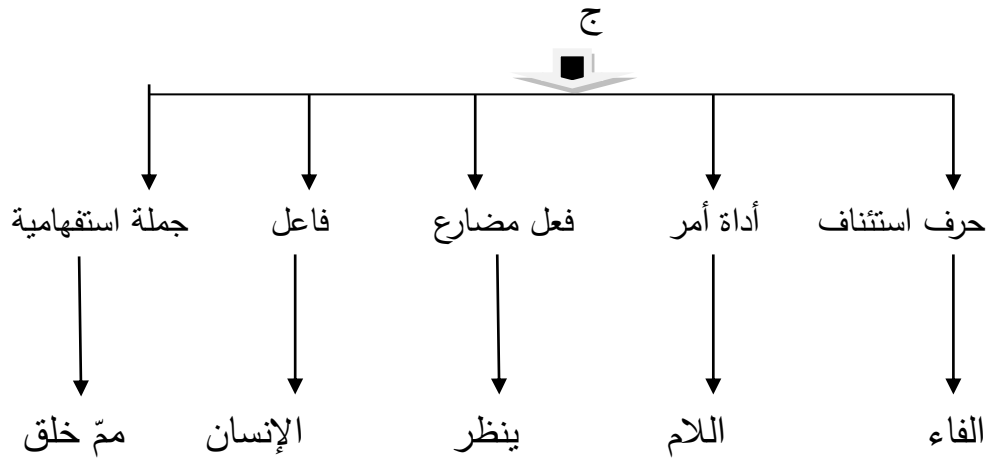 ج
حرف استئناف أداة أمر فعل مضارع فاعل جملة استفهامية
الفاء اللام ينظر الإنسان ممّ خلق